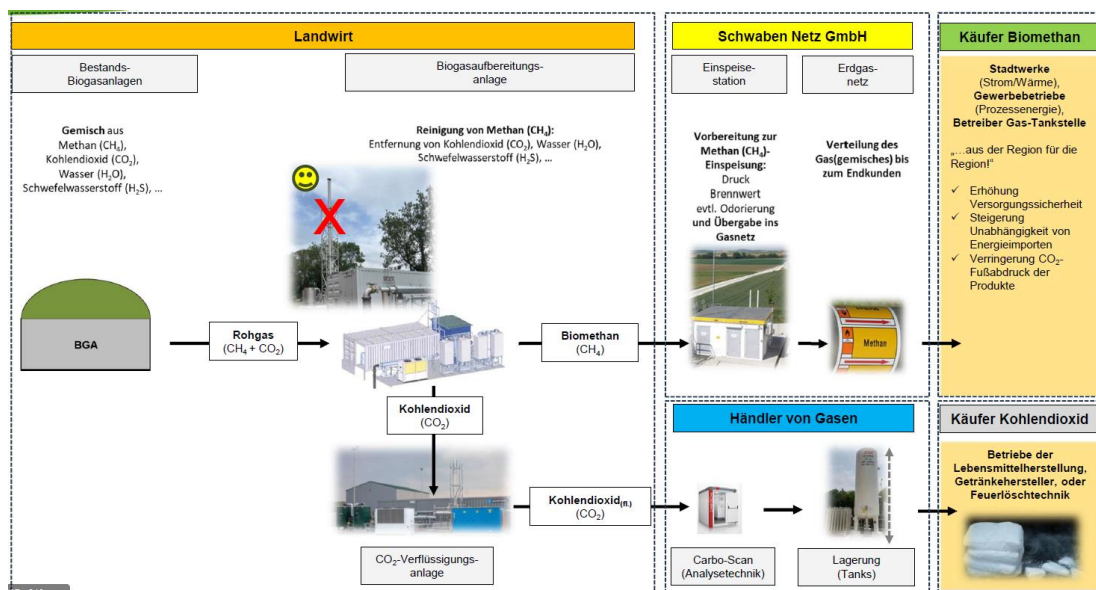 Landwirt
Schwaben Netz GmbH
Käufer Biomethan
Bestands-
Biogasanlagen
Biogasaufbereitungs-
anlage
Einspeise-
station
Erdgas-
netz
Stadtwerke
(Strom/Wärme),
Gewerbebetriebe
(Prozessenergie),
Betreiber Gas-Tankstelle
„…aus der Region für die
Region!“
✓ Erhöhung
Versorgungssicherheit
✓ Steigerung
Unabhängigkeit von
Energieimporten
✓ Verringerung CO₂-
Fußabdruck der
Produkte
Gemisch aus
Methan (CH₄),
Kohlendioxid (CO₂),
Wasser (H₂O),
Schwefelwasserstoff (H₂S), ...
Reinigung von Methan (CH₄):
Entfernung von Kohlendioxid (CO₂), Wasser (H₂O),
Schwefelwasserstoff (H₂S), ...
Vorbereitung zur
Methan (CH₄)-
Einspeisung:
Druck
Brennwert
evtl. Odorierung
und Übergabe ins
Gasnetz
Verteilung des
Gas(gemisches) bis
zum Endkunden
X
BGA
Rohgas
(CH₄ + CO₂)
Biomethan
(CH₄)
Methan
Kohlendioxid
(CO₂)
Händler von Gasen
Käufer Kohlendioxid
Betriebe der
Lebensmittelherstellung,
Getränkehersteller, oder
Feuerlöschtechnik
Kohlendioxid(fl.)
(CO₂)
CO₂-Verflüssigungs-
anlage
Carbo-Scan
(Analysetechnik)
Lagerung
(Tanks)